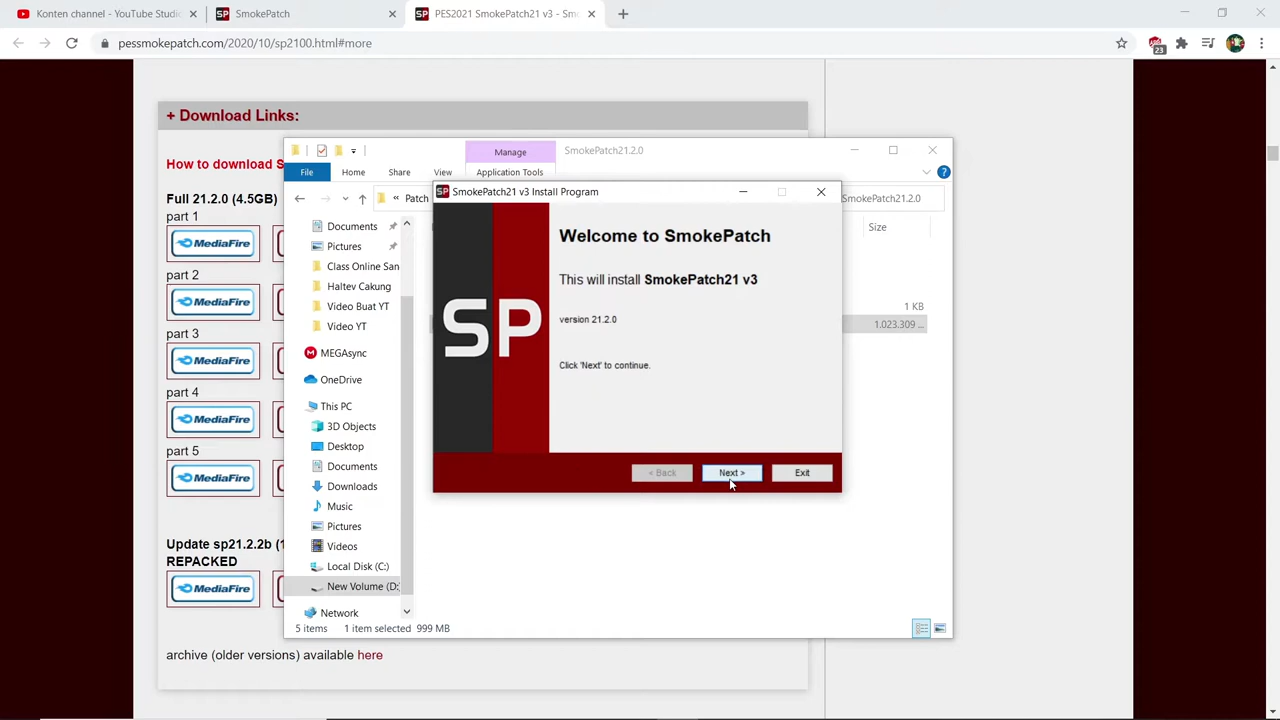 Konten channel - YouTube Studio
SmokePatch
PES2021 SmokePatch21 v3 - Smo
pessmokepatch.com/2020/10/sp2100.html#more
23
+ Download Links:
How to download S
Full 21.2.0 (4.5GB)
part 1
MediaFire
part 2
MediaFire
part 3
MediaFire
part 4
MediaFire
part 5
MediaFire
Update sp21.2.2b (1
REPACKED
MediaFire
archive (older versions) available here
Manage
SmokePatch21.2.0
File
Home
Share
View
Application Tools
Patch
SmokePatch21.2.0
Documents
Pictures
Class Online San
Haltev Cakung
Video Buat YT
Video YT
MEGAsync
OneDrive
This PC
3D Objects
Desktop
Documents
Downloads
Music
Pictures
Videos
Local Disk (C:)
New Volume (D:
Network
Size
1 KB
1.023.309 ...
5 items
1 item selected 999 MB
SP SmokePatch21 v3 Install Program
SP
Welcome to SmokePatch
This will install SmokePatch21 v3
version 21.2.0
Click 'Next' to continue.
< Back
Next >
Exit